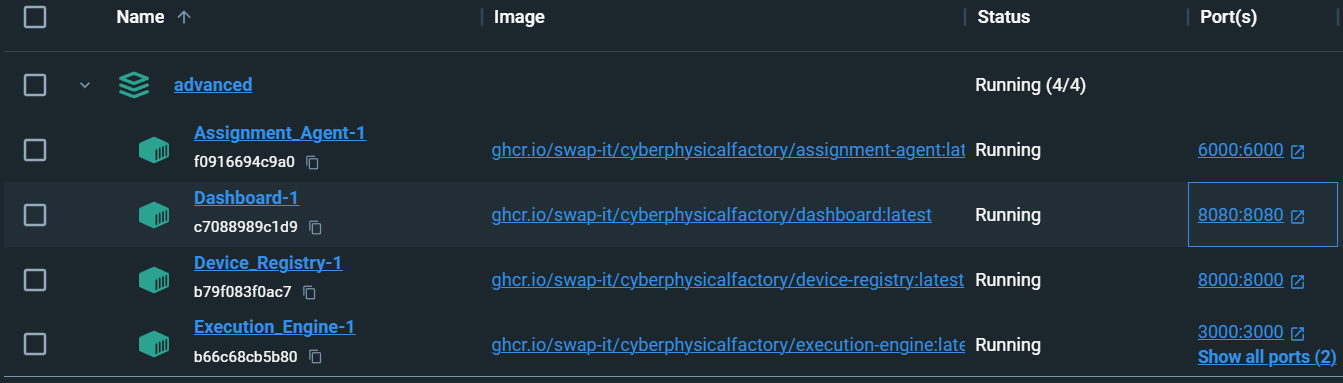 Name ↑ Image Status Port(s)
advanced Running (4/4)
Assignment_Agent-1
f0916694c9a0
ghcr.io/swap-it/cyberphysicalfactory/assignment-agent:lat Running 6000:6000
Dashboard-1
c7088989c1d9
ghcr.io/swap-it/cyberphysicalfactory/dashboard:latest Running 8080:8080
Device_Registry-1
b79f083f0ac7
ghcr.io/swap-it/cyberphysicalfactory/device-registry:latest Running 8000:8000
Execution_Engine-1
b66c68cb5b80
ghcr.io/swap-it/cyberphysicalfactory/execution-engine:late Running 3000:3000
Show all ports (2)